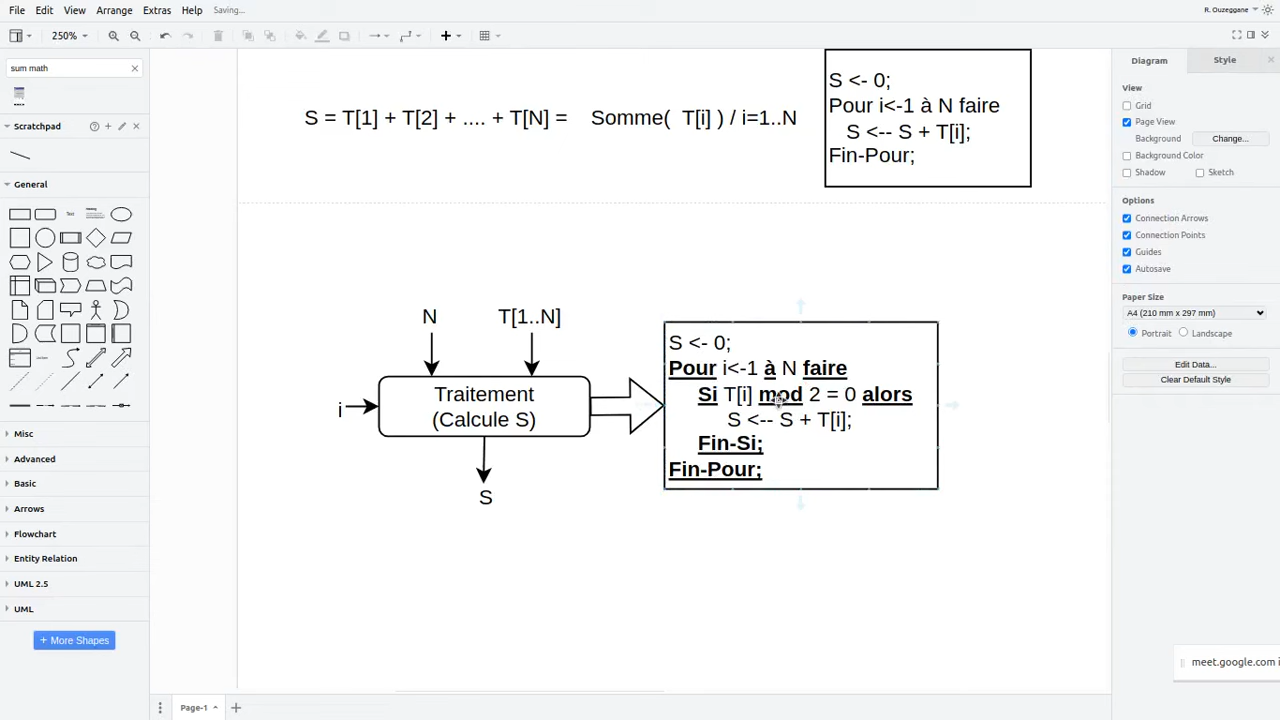 File Edit View Arrange Extras Help Saving...
R. Ouzeggane
250%
sum math
Scratchpad
General
Text
Misc
Advanced
Basic
Arrows
Flowchart
Entity Relation
UML 2.5
UML
+ More Shapes
S = T[1] + T[2] + .... + T[N] = Somme( T[i] ) / i=1..N
S <- 0;
Pour i<-1 à N faire
S <-- S + T[i];
Fin-Pour;
N
T[1..N]
i
Traitement
(Calcule S)
S
S <- 0;
Pour i<-1 à N faire
Si T[i] mod 2 = 0 alors
S <-- S + T[i];
Fin-Si;
Fin-Pour;
Diagram
Style
View
Grid
Page View
Background
Change...
Background Color
Shadow
Sketch
Options
Connection Arrows
Connection Points
Guides
Autosave
Paper Size
A4 (210 mm x 297 mm)
Portrait
Landscape
Edit Data...
Clear Default Style
meet.google.com i
Page-1